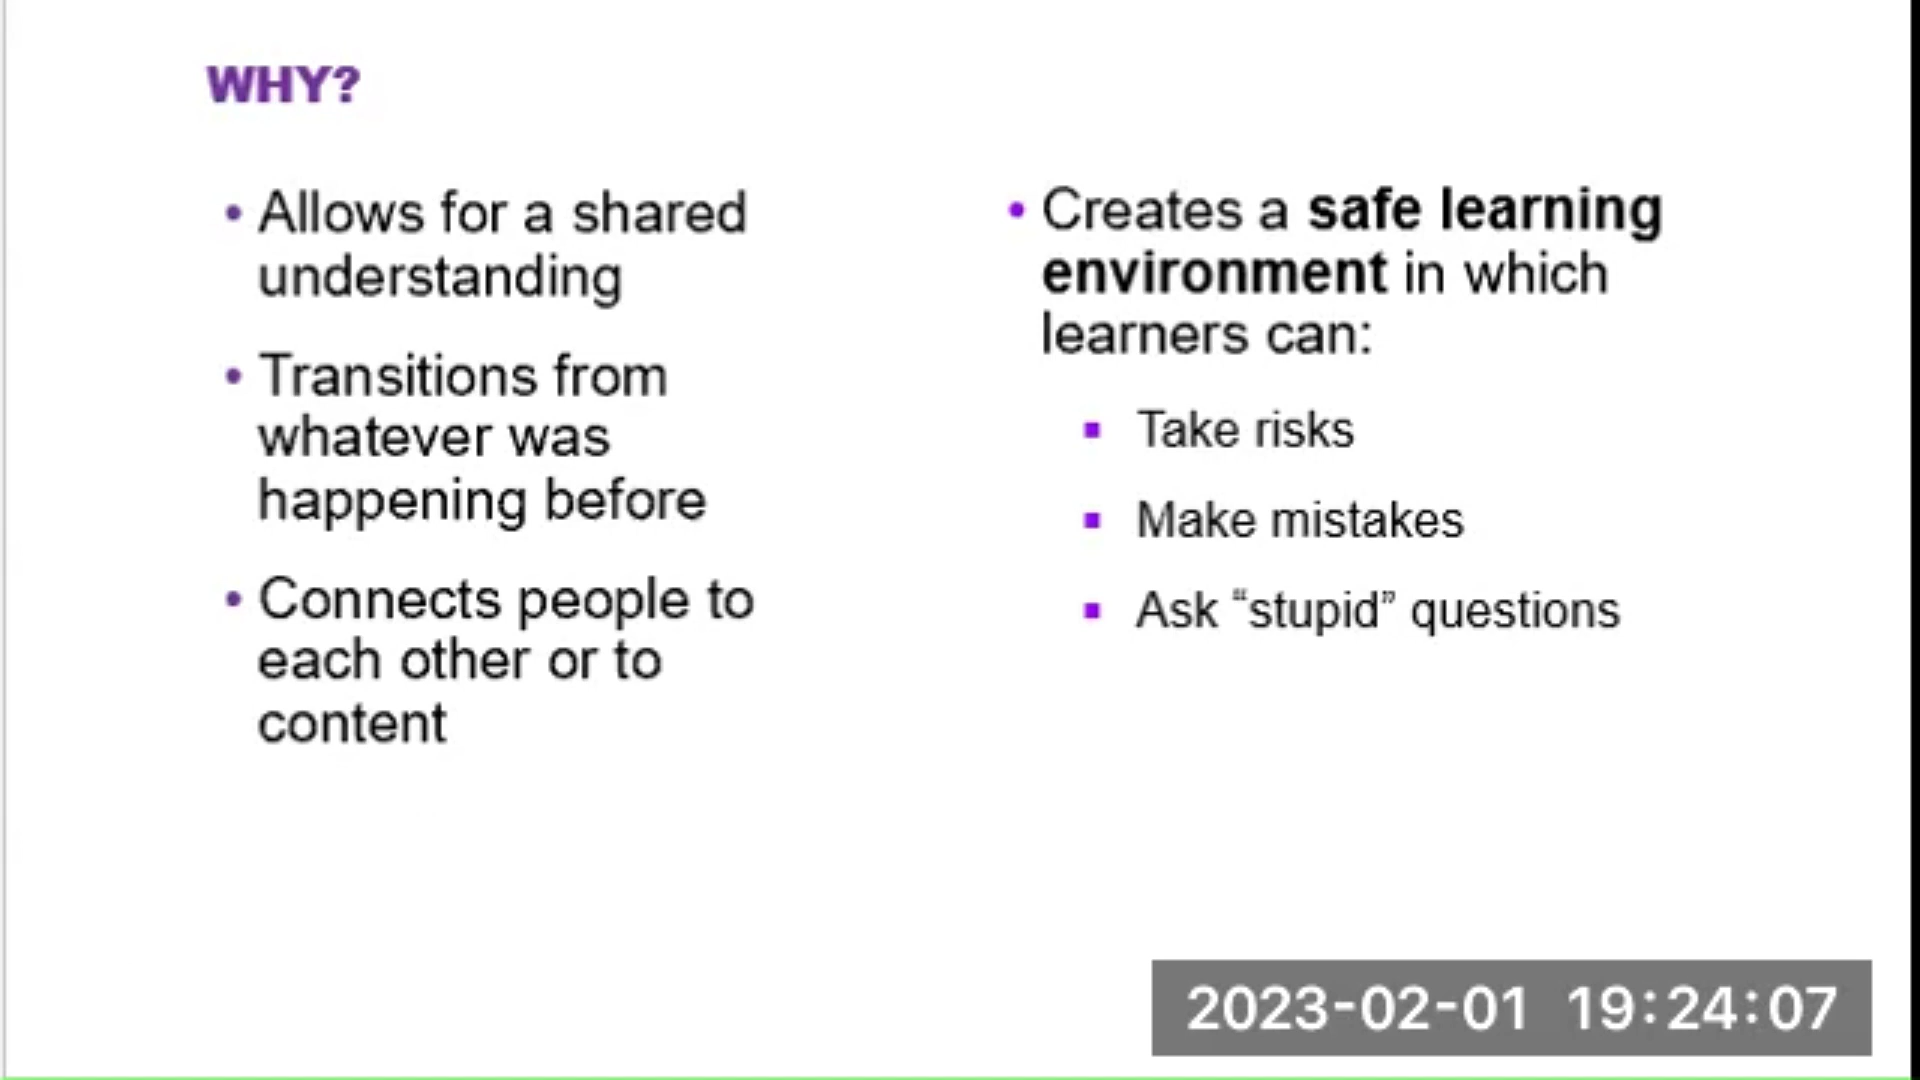 WHY?
• Allows for a shared
understanding
• Transitions from
whatever was
happening before
• Connects people to
each other or to
content
• Creates a safe learning
environment in which
learners can:
▪ Take risks
▪ Make mistakes
▪ Ask “stupid” questions
2023-02-01 19:24:07